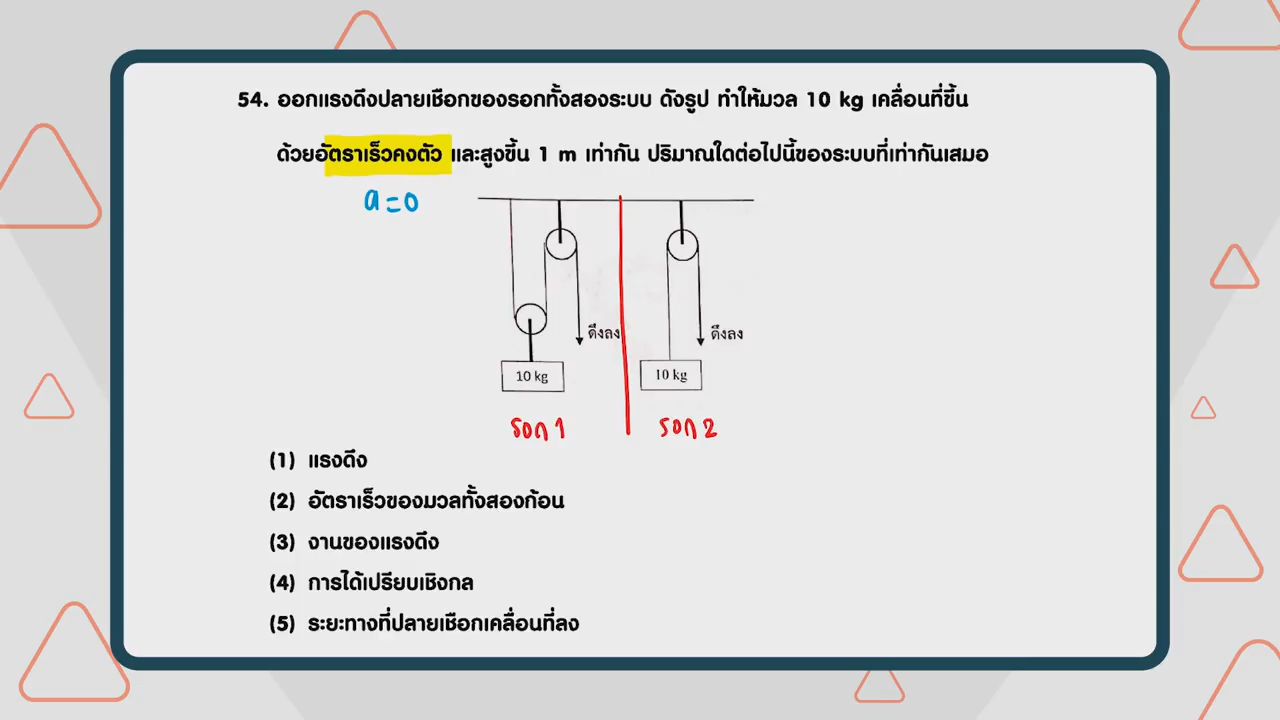 54. ออกแรงดึงปลายเชือกของรอกทั้งสองระบบ ดังรูป ทำให้มวล 10 kg เคลื่อนที่ขึ้น
ด้วยอัตราเร็วคงตัว และสูงขึ้น 1 m เท่ากัน ปริมาณใดต่อไปนี้ของระบบที่เท่ากันเสมอ
a=0
ดึงลง ดึงลง
10 kg 10 kg
รอก 1 รอก 2
(1) แรงดึง
(2) อัตราเร็วของมวลทั้งสองก้อน
(3) งานของแรงดึง
(4) การได้เปรียบเชิงกล
(5) ระยะทางที่ปลายเชือกเคลื่อนที่ลง